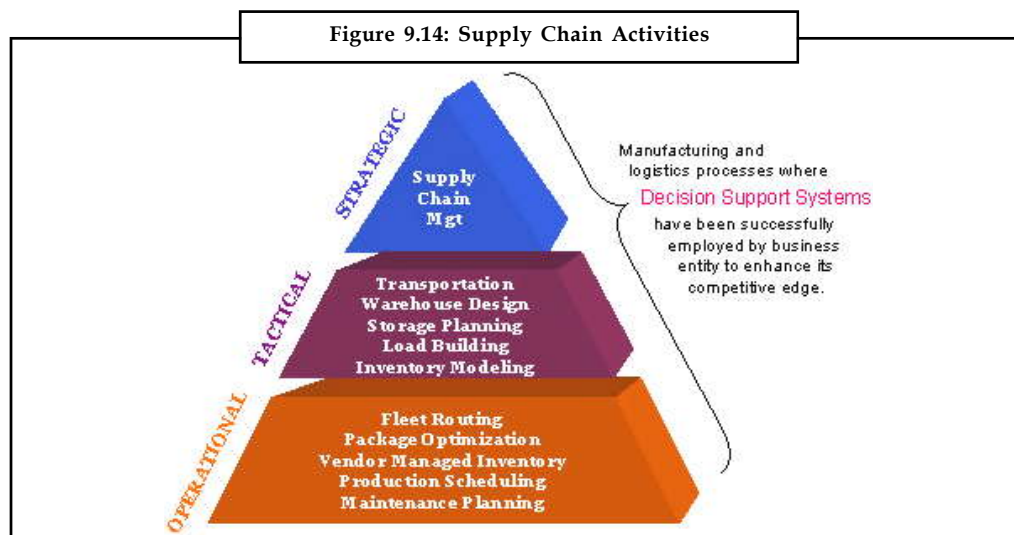 Figure 9.14: Supply Chain Activities
STRATEGIC
Supply
Chain
Mgt
Manufacturing and
logistics processes where
Decision Support Systems
have been successfully
employed by business
entity to enhance its
competitive edge.
TACTICAL
Transportation
Warehouse Design
Storage Planning
Load Building
Inventory Modeling
OPERATIONAL
Fleet Routing
Package Optimization
Vendor Managed Inventory
Production Scheduling
Maintenance Planning